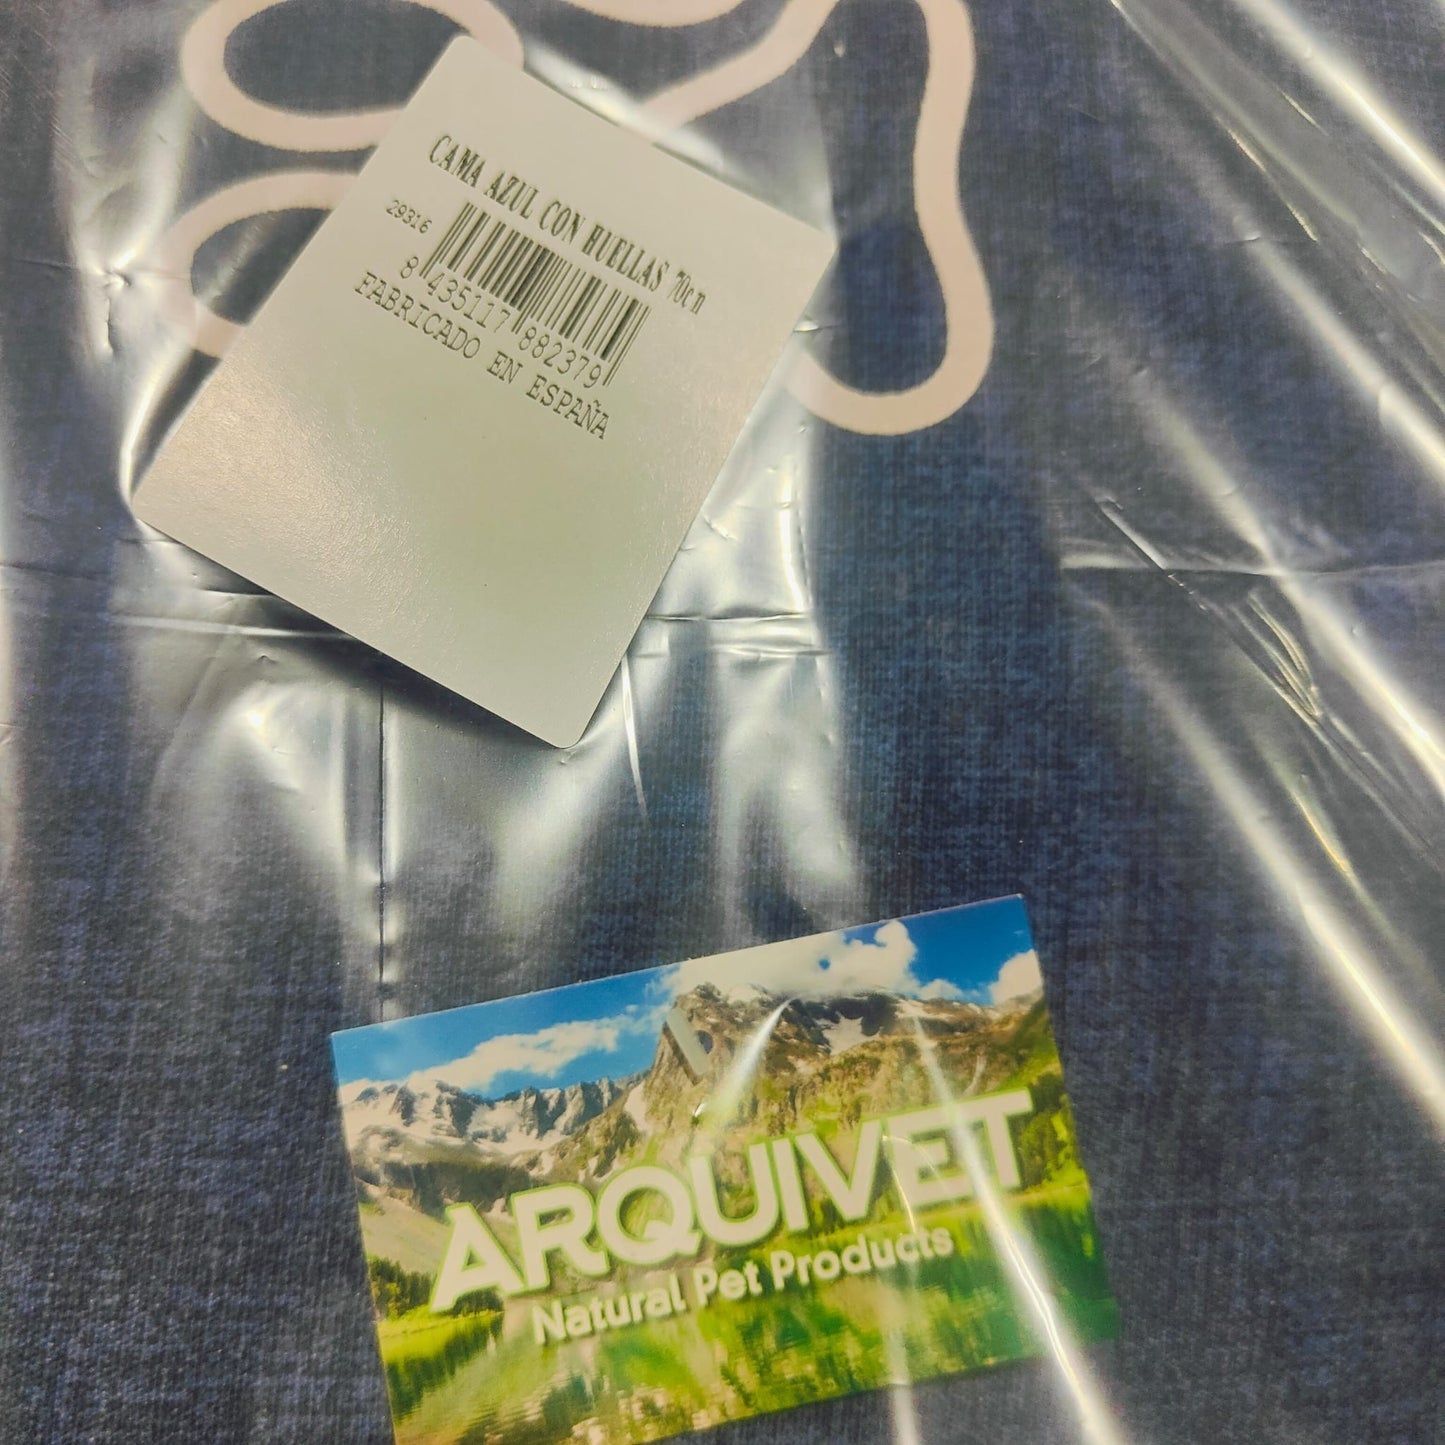 CAMA AZUL CON HUELLAS 70cm
29316
8 435117 882379
FABRICADO EN ESPAÑA
ARQUIVET
Natural Pet Products